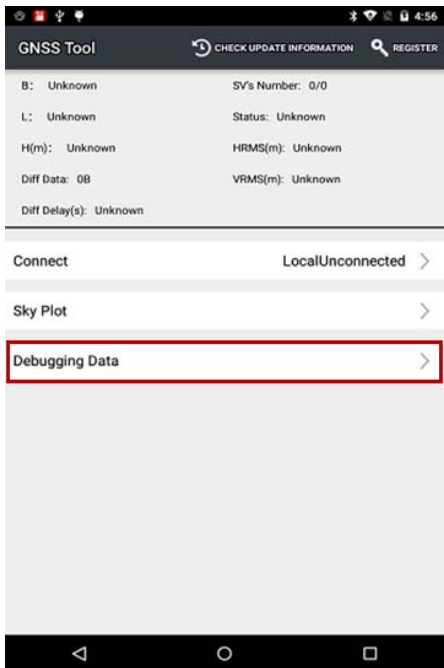 4:56
GNSS Tool CHECK UPDATE INFORMATION REGISTER
B: Unknown SV's Number: 0/0
L: Unknown Status: Unknown
H(m): Unknown HRMS(m): Unknown
Diff Data: 0B VRMS(m): Unknown
Diff Delay(s): Unknown
Connect LocalUnconnected
Sky Plot
Debugging Data